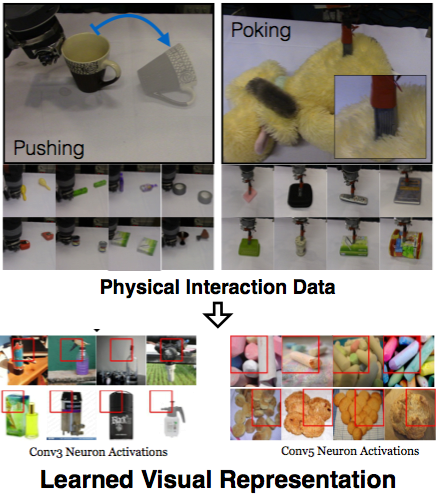 Pushing
Poking
Physical Interaction Data
Conv3 Neuron Activations
Conv5 Neuron Activations
Learned Visual Representation